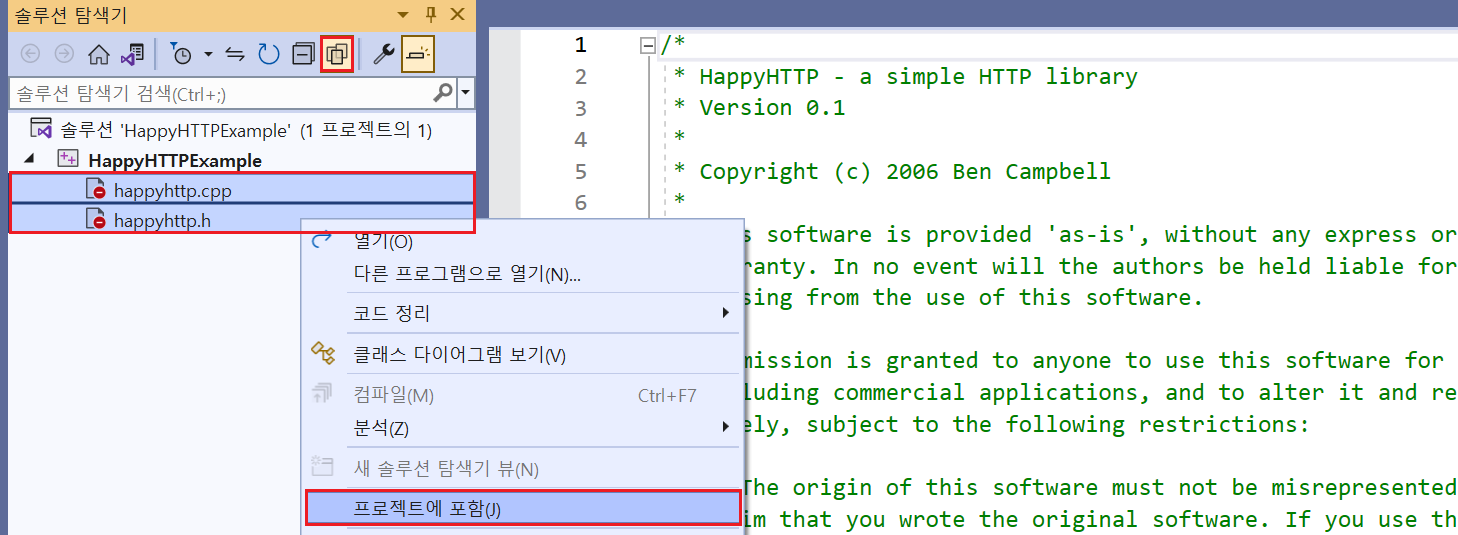 솔루션 탐색기
솔루션 탐색기 검색(Ctrl+;)
솔루션 'HappyHTTPExample' (1 프로젝트의 1)
HappyHTTPExample
happyhttp.cpp
happyhttp.h
열기(O)
다른 프로그램으로 열기(N)...
코드 정리
클래스 다이어그램 보기(V)
컴파일(M) Ctrl+F7
분석(Z)
새 솔루션 탐색기 뷰(N)
프로젝트에 포함(J)
1 /*
2 * HappyHTTP - a simple HTTP library
3 * Version 0.1
4 *
5 * Copyright (c) 2006 Ben Campbell
6 *
s software is provided 'as-is', without any express or
ranty. In no event will the authors be held liable for
sing from the use of this software.
mission is granted to anyone to use this software for
luding commercial applications, and to alter it and re
ely, subject to the following restrictions:
The origin of this software must not be misrepresented
im that you wrote the original software. If you use th